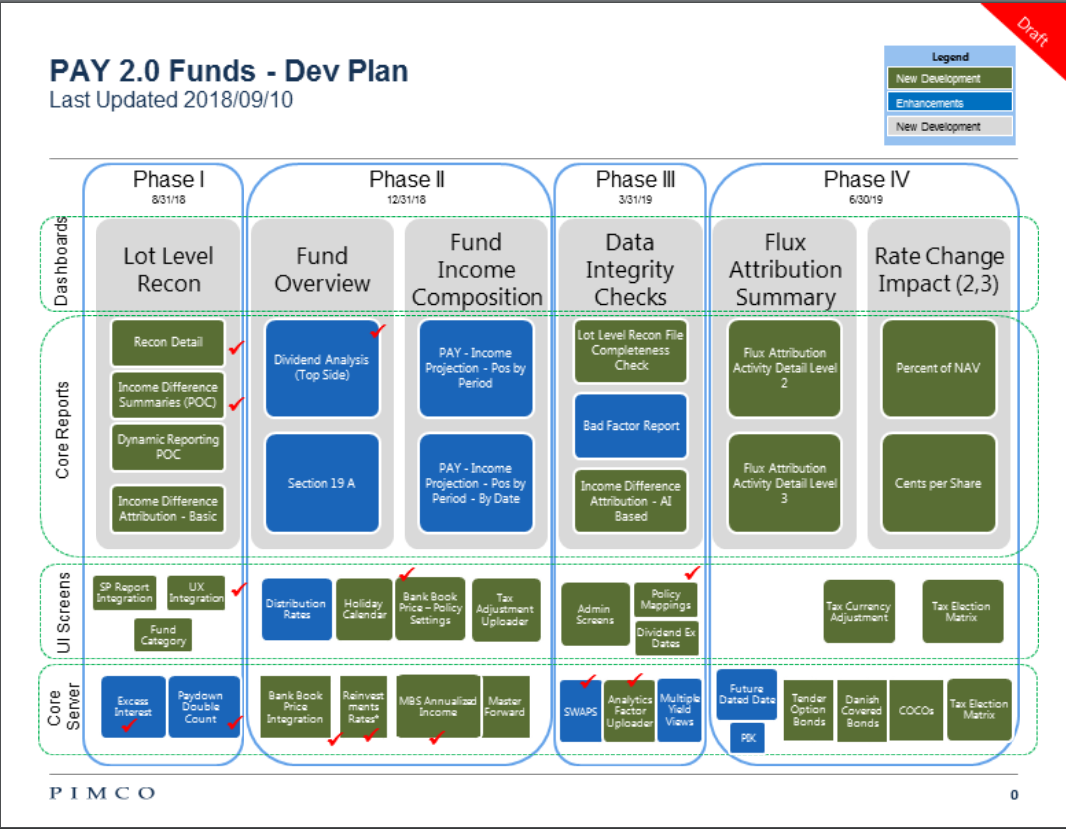 Draft
PAY 2.0 Funds - Dev Plan
Last Updated 2018/09/10
Legend
New Development
Enhancements
New Development
Phase I
8/31/18
Phase II
12/31/18
Phase III
3/31/19
Phase IV
6/30/19
Dashboards
Lot Level
Recon
Fund
Overview
Fund
Income
Composition
Data
Integrity
Checks
Flux
Attribution
Summary
Rate Change
Impact (2,3)
Core Reports
Recon Detail
Income Difference
Summaries (POC)
Dynamic Reporting
POC
Income Difference
Attribution - Basic
Dividend Analysis
(Top Side)
Section 19 A
PAY - Income
Projection - Pos by
Period
PAY - Income
Projection - Pos by
Period - By Date
Lot Level Recon File
Completeness
Check
Bad Factor Report
Income Difference
Attribution - AI
Based
Flux Attribution
Activity Detail Level
2
Flux Attribution
Activity Detail Level
3
Percent of NAV
Cents per Share
UI Screens
SP Report
Integration
UX
Integration
Fund
Category
Distribution
Rates
Holiday
Calendar
Bank Book
Price – Policy
Settings
Tax
Adjustment
Uploader
Admin
Screens
Policy
Mappings
Dividend Ex
Dates
Tax Currency
Adjustment
Tax Election
Matrix
Core
Server
Excess
Interest
Paydown
Double
Count
Bank Book
Price
Integration
Reinvest
ments
Rates*
MBS Annualized
Income
Master
Forward
SWAPS
Analytics
Factor
Uploader
Multiple
Yield
Views
Future
Dated Date
PIK
Tender
Option
Bonds
Danish
Covered
Bonds
COCOs
Tax Election
Matrix
PIMCO
0